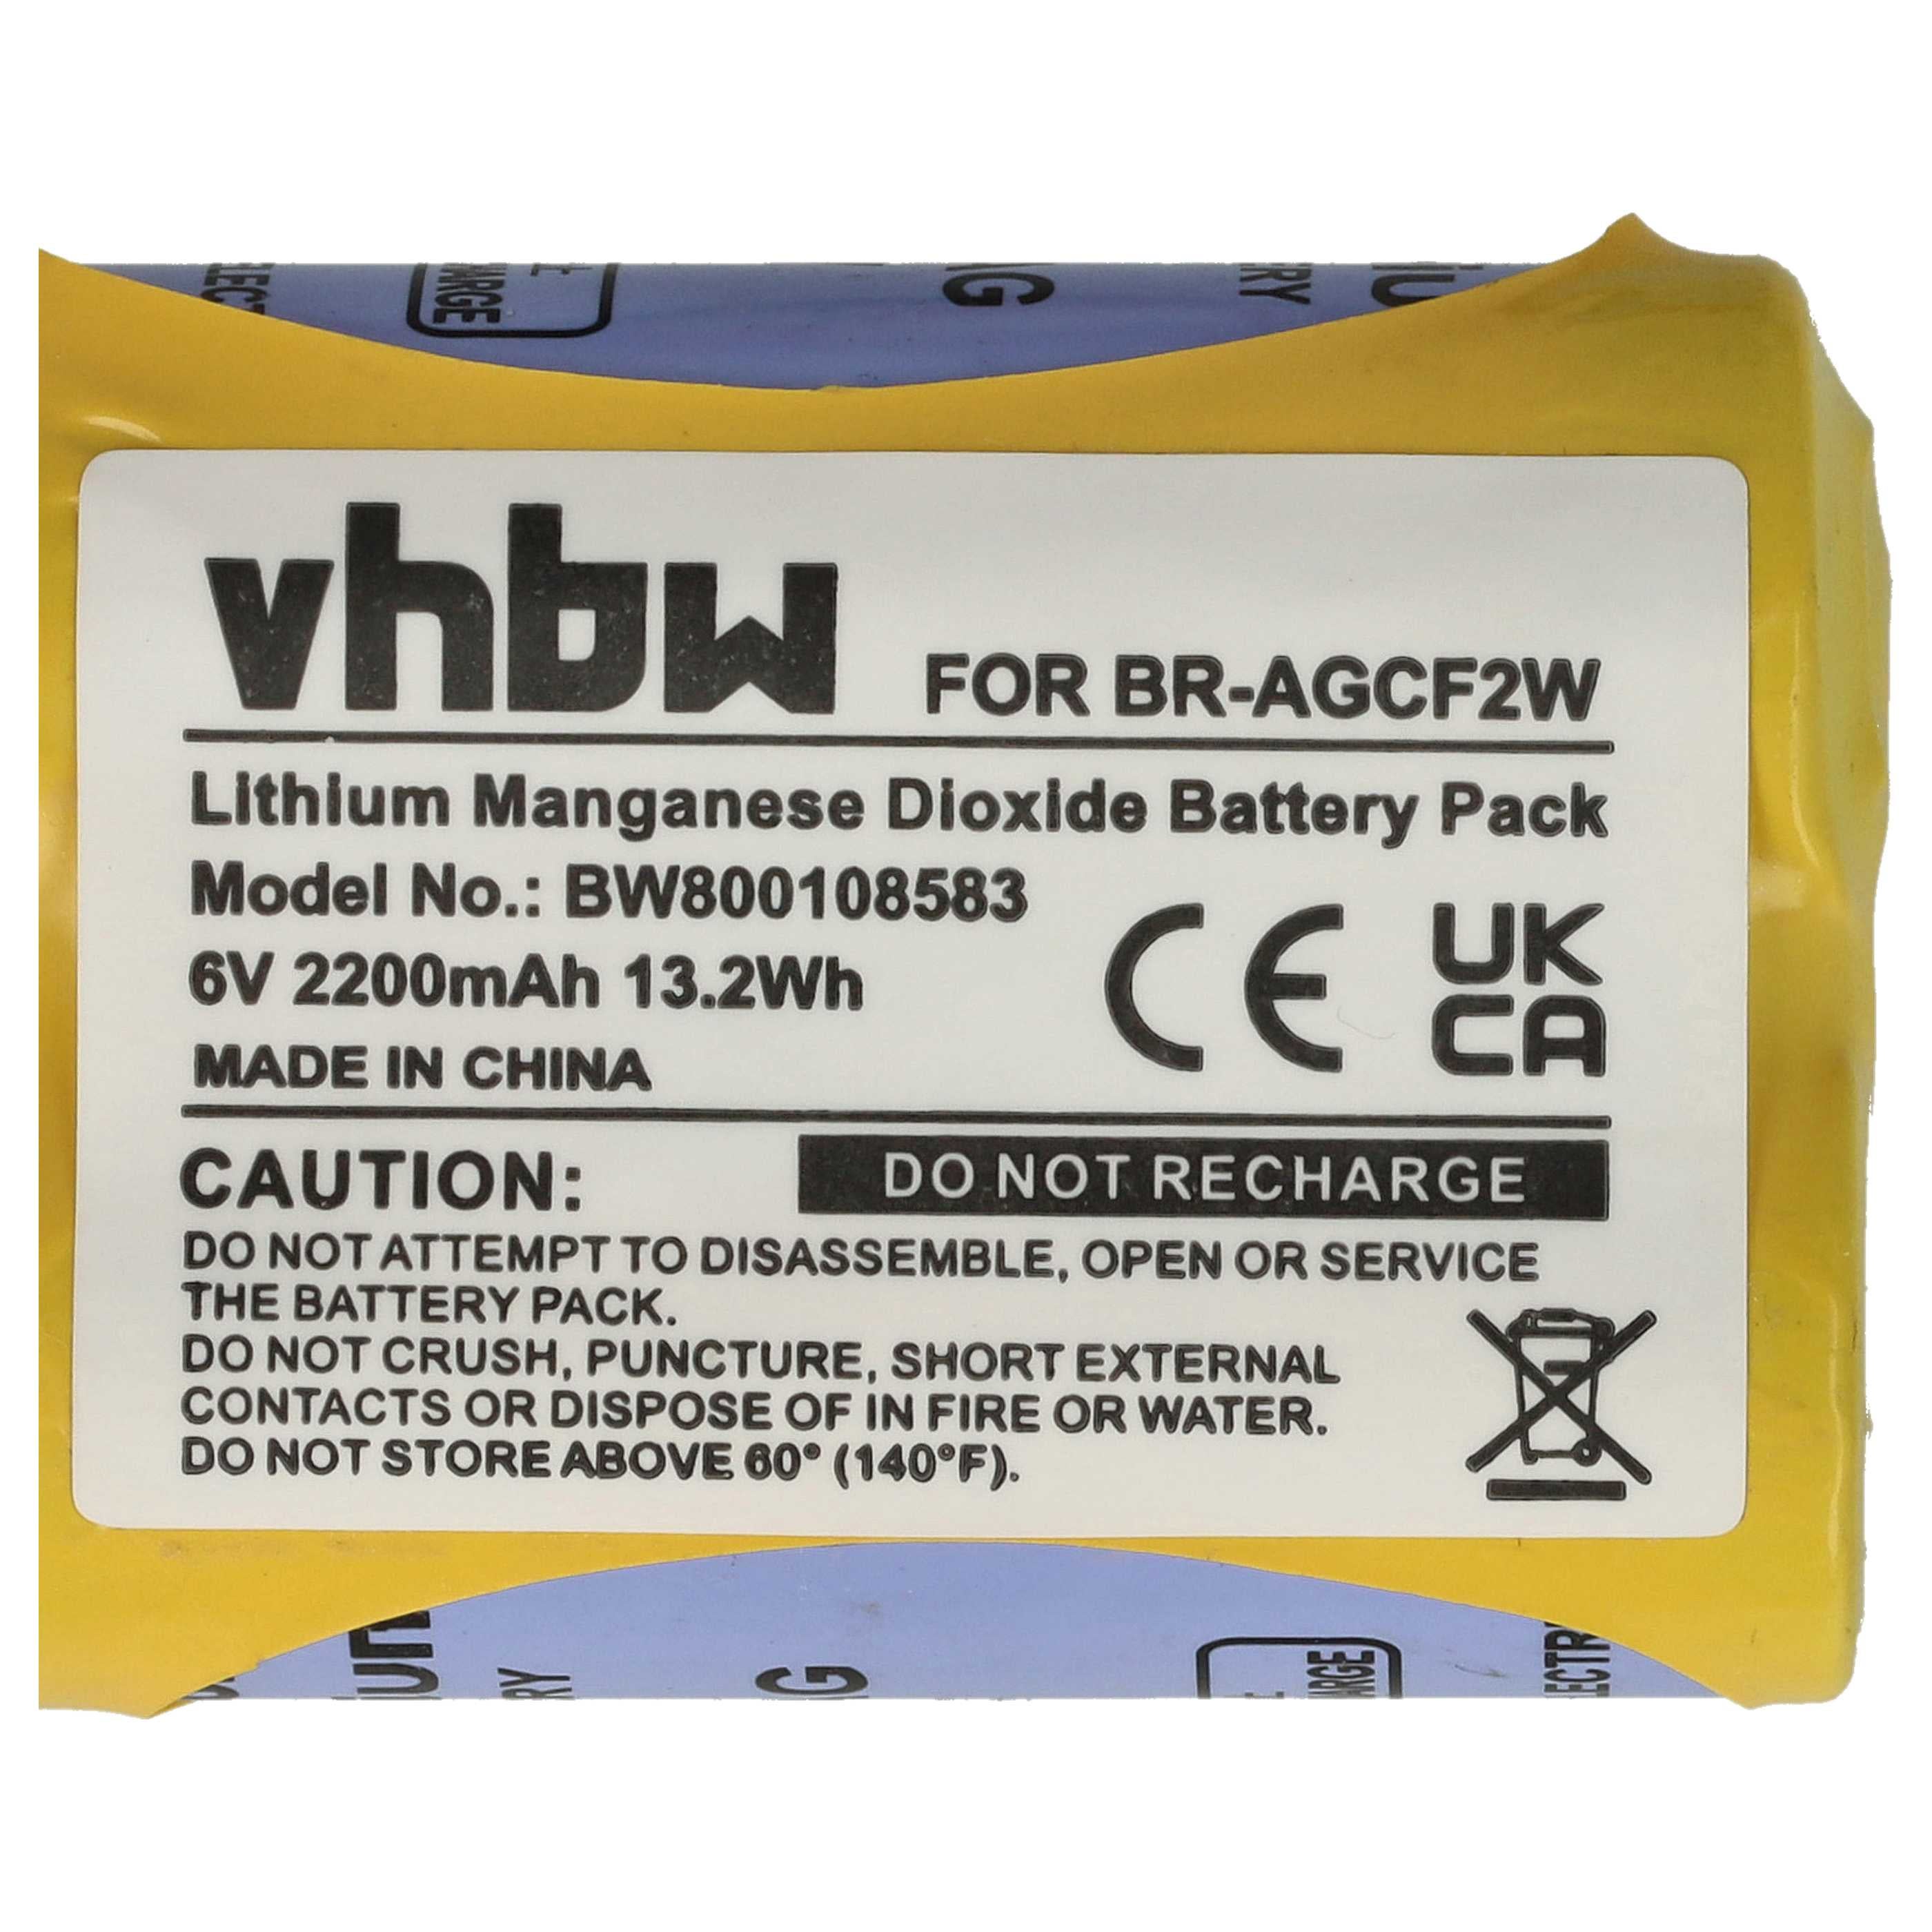 vhbw FOR BR-AGCF2W
Lithium Manganese Dioxide Battery Pack
Model No.: BW800108583
6V 2200mAh 13.2Wh
MADE IN CHINA
CE UK
CA
CAUTION: DO NOT RECHARGE
DO NOT ATTEMPT TO DISASSEMBLE, OPEN OR SERVICE
THE BATTERY PACK.
DO NOT CRUSH, PUNCTURE, SHORT EXTERNAL
CONTACTS OR DISPOSE OF IN FIRE OR WATER.
DO NOT STORE ABOVE 60° (140°F).